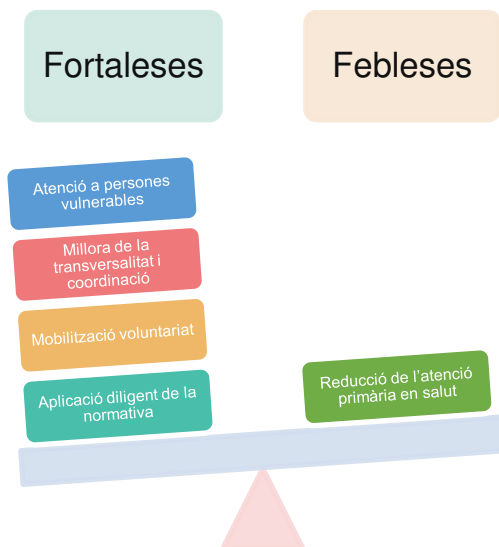 Fortaleses
Febleses
Atenció a persones
vulnerables
Millora de la
transversalitat i
coordinació
Mobilització voluntariat
Aplicació diligent de la
normativa
Reducció de l’atenció
primària en salut